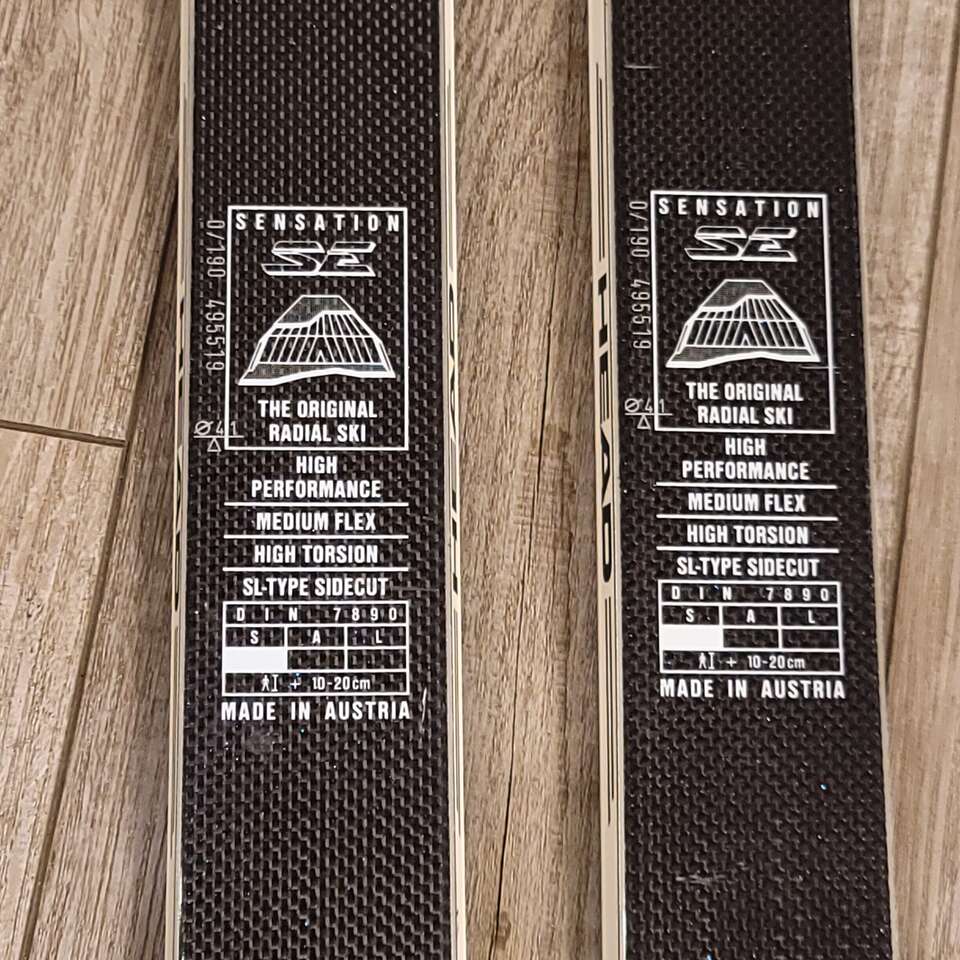 SENSATION
SE
THE ORIGINAL
RADIAL SKI
HIGH
PERFORMANCE
MEDIUM FLEX
HIGH TORSION
SL-TYPE SIDECUT
DIN 7890
S A L
+ 10-20cm
MADE IN AUSTRIA
0/190 495519
Ø 41
HEAD
SENSATION
SE
THE ORIGINAL
RADIAL SKI
HIGH
PERFORMANCE
MEDIUM FLEX
HIGH TORSION
SL-TYPE SIDECUT
DIN 7890
S A L
+ 10-20cm
MADE IN AUSTRIA
0/190 495519
Ø 41